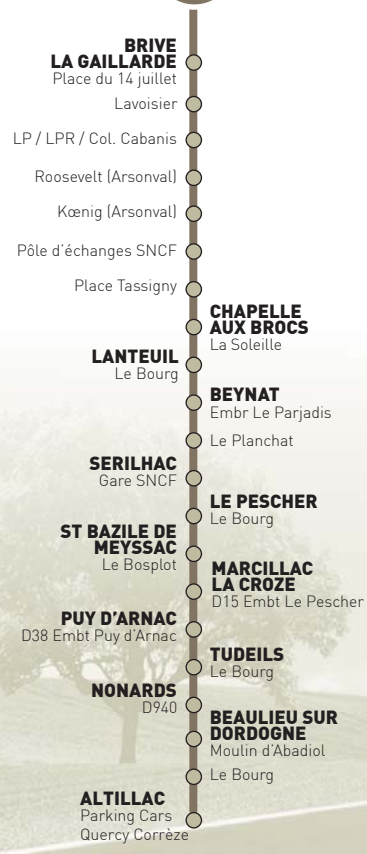 BRIVE
LA GAILLARDE
Place du 14 juillet
Lavoisier
LP / LPR / Col. Cabanis
Roosevelt (Arsonval)
Kœnig (Arsonval)
Pôle d'échanges SNCF
Place Tassigny
CHAPELLE
AUX BROCS
La Soleille
LANTEUIL
Le Bourg
BEYNAT
Embr Le Parjadis
Le Planchat
SERILHAC
Gare SNCF
LE PESCHER
Le Bourg
ST BAZILE DE
MEYSSAC
Le Bosplot
MARCILLAC
LA CROZE
D15 Embt Le Pescher
PUY D'ARNAC
D38 Embt Puy d'Arnac
TUDEILS
Le Bourg
NONARDS
D940
BEAULIEU SUR
DORDOGNE
Moulin d'Abadiol
Le Bourg
ALTILLAC
Parking Cars
Quercy Corrèze